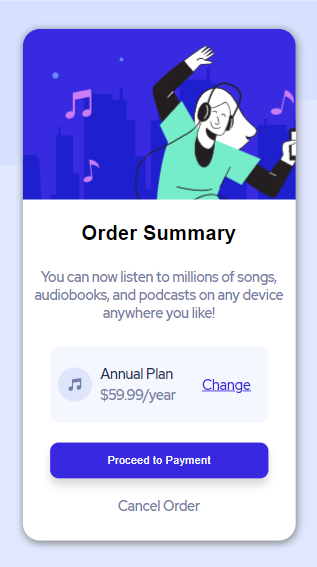 Order Summary
You can now listen to millions of songs,
audiobooks, and podcasts on any device
anywhere you like!
Annual Plan
$59.99/year
Change
Proceed to Payment
Cancel Order